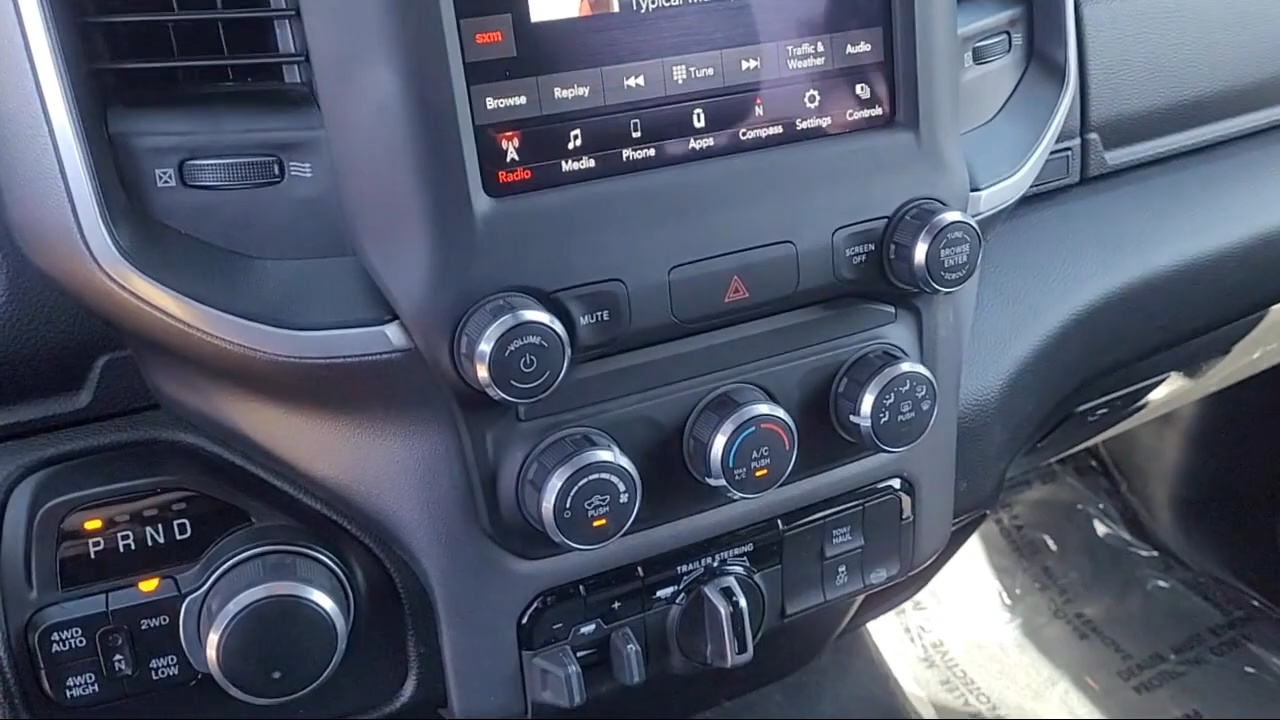 sxm
Typical
Browse
Replay
Tune
Traffic &
Weather
Audio
Radio
Media
Phone
Apps
N
Compass
Settings
Controls
SCREEN
OFF
TUNE
BROWSE
ENTER
SCROLL
MUTE
VOLUME
A/C
PUSH
MAX
A/C
PUSH
PUSH
P R N D
2WD
4WD
AUTO
N
4WD
LOW
4WD
HIGH
TRAILER STEERING
- +
TOW/
HAUL
OFF
DEALER